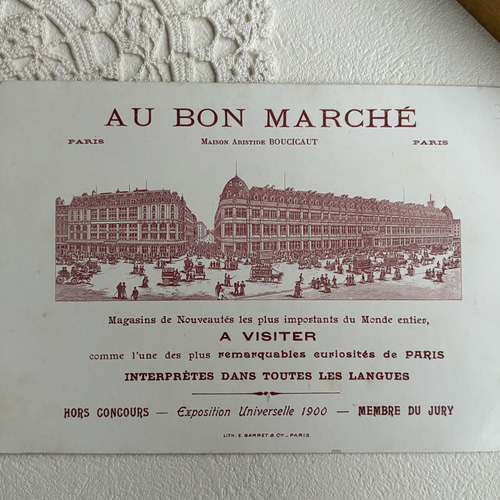 AU BON MARCHÉ
PARIS MAISON ARISTIDE BOUCICAUT PARIS
Magasins de Nouveautés les plus importants du Monde entier,
A VISITER
comme l'une des plus remarquables curiosités de PARIS
INTERPRÈTES DANS TOUTES LES LANGUES
HORS CONCOURS — Exposition Universelle 1900 — MEMBRE DU JURY
LITH. E. BARRET & Cie — PARIS.